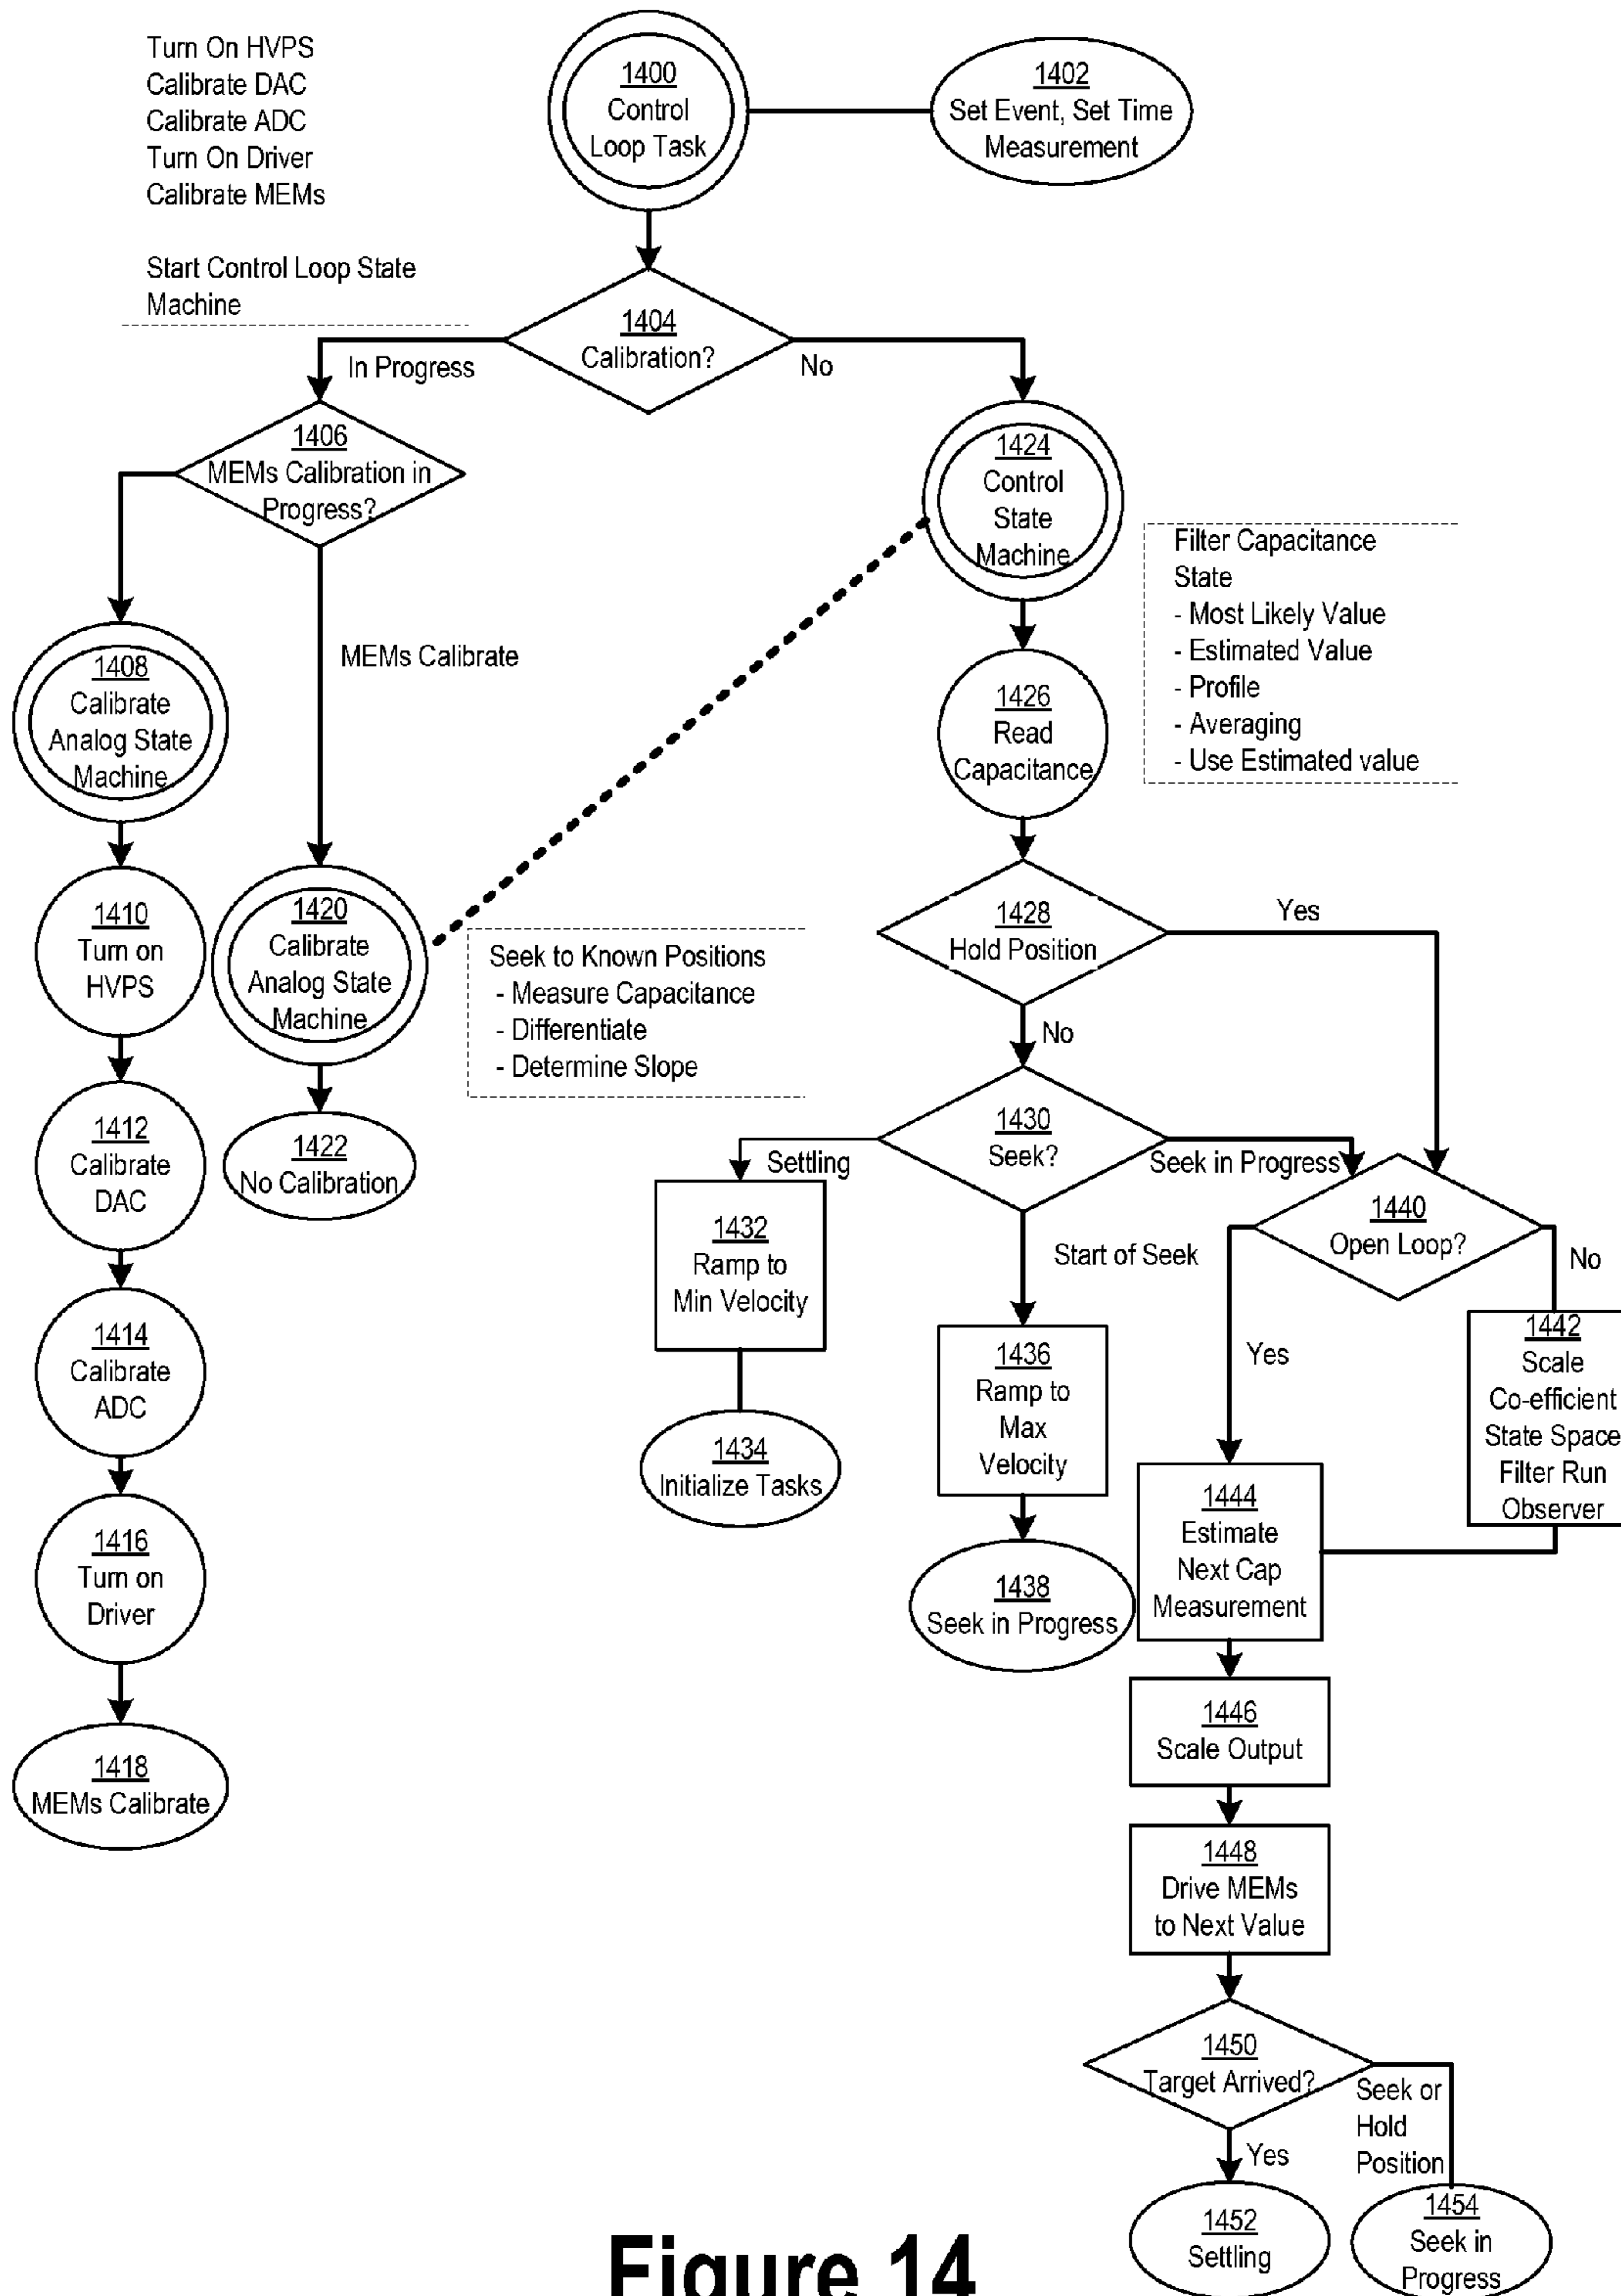 Turn On HVPS
Calibrate DAC
Calibrate ADC
Turn On Driver
Calibrate MEMs
Start Control Loop State
Machine
1400
Control
Loop Task
1402
Set Event, Set Time
Measurement
1404
Calibration?
In Progress
No
1406
MEMs Calibration in
Progress?
MEMs Calibrate
1408
Calibrate
Analog State
Machine
1410
Turn on
HVPS
1412
Calibrate
DAC
1414
Calibrate
ADC
1416
Turn on
Driver
1418
MEMs Calibrate
1420
Calibrate
Analog State
Machine
1422
No Calibration
Seek to Known Positions
- Measure Capacitance
- Differentiate
- Determine Slope
1424
Control
State
Machine
Filter Capacitance
State
- Most Likely Value
- Estimated Value
- Profile
- Averaging
- Use Estimated value
1426
Read
Capacitance
1428
Hold Position
Yes
No
1430
Seek?
Settling
Seek in Progress
Start of Seek
1432
Ramp to
Min Velocity
1434
Initialize Tasks
1436
Ramp to
Max
Velocity
1438
Seek in Progress
1440
Open Loop?
Yes
No
1442
Scale
Co-efficient
State Space
Filter Run
Observer
1444
Estimate
Next Cap
Measurement
1446
Scale Output
1448
Drive MEMs
to Next Value
1450
Target Arrived?
Yes
Seek or
Hold
Position
1452
Settling
1454
Seek in
Progress
Figure 14